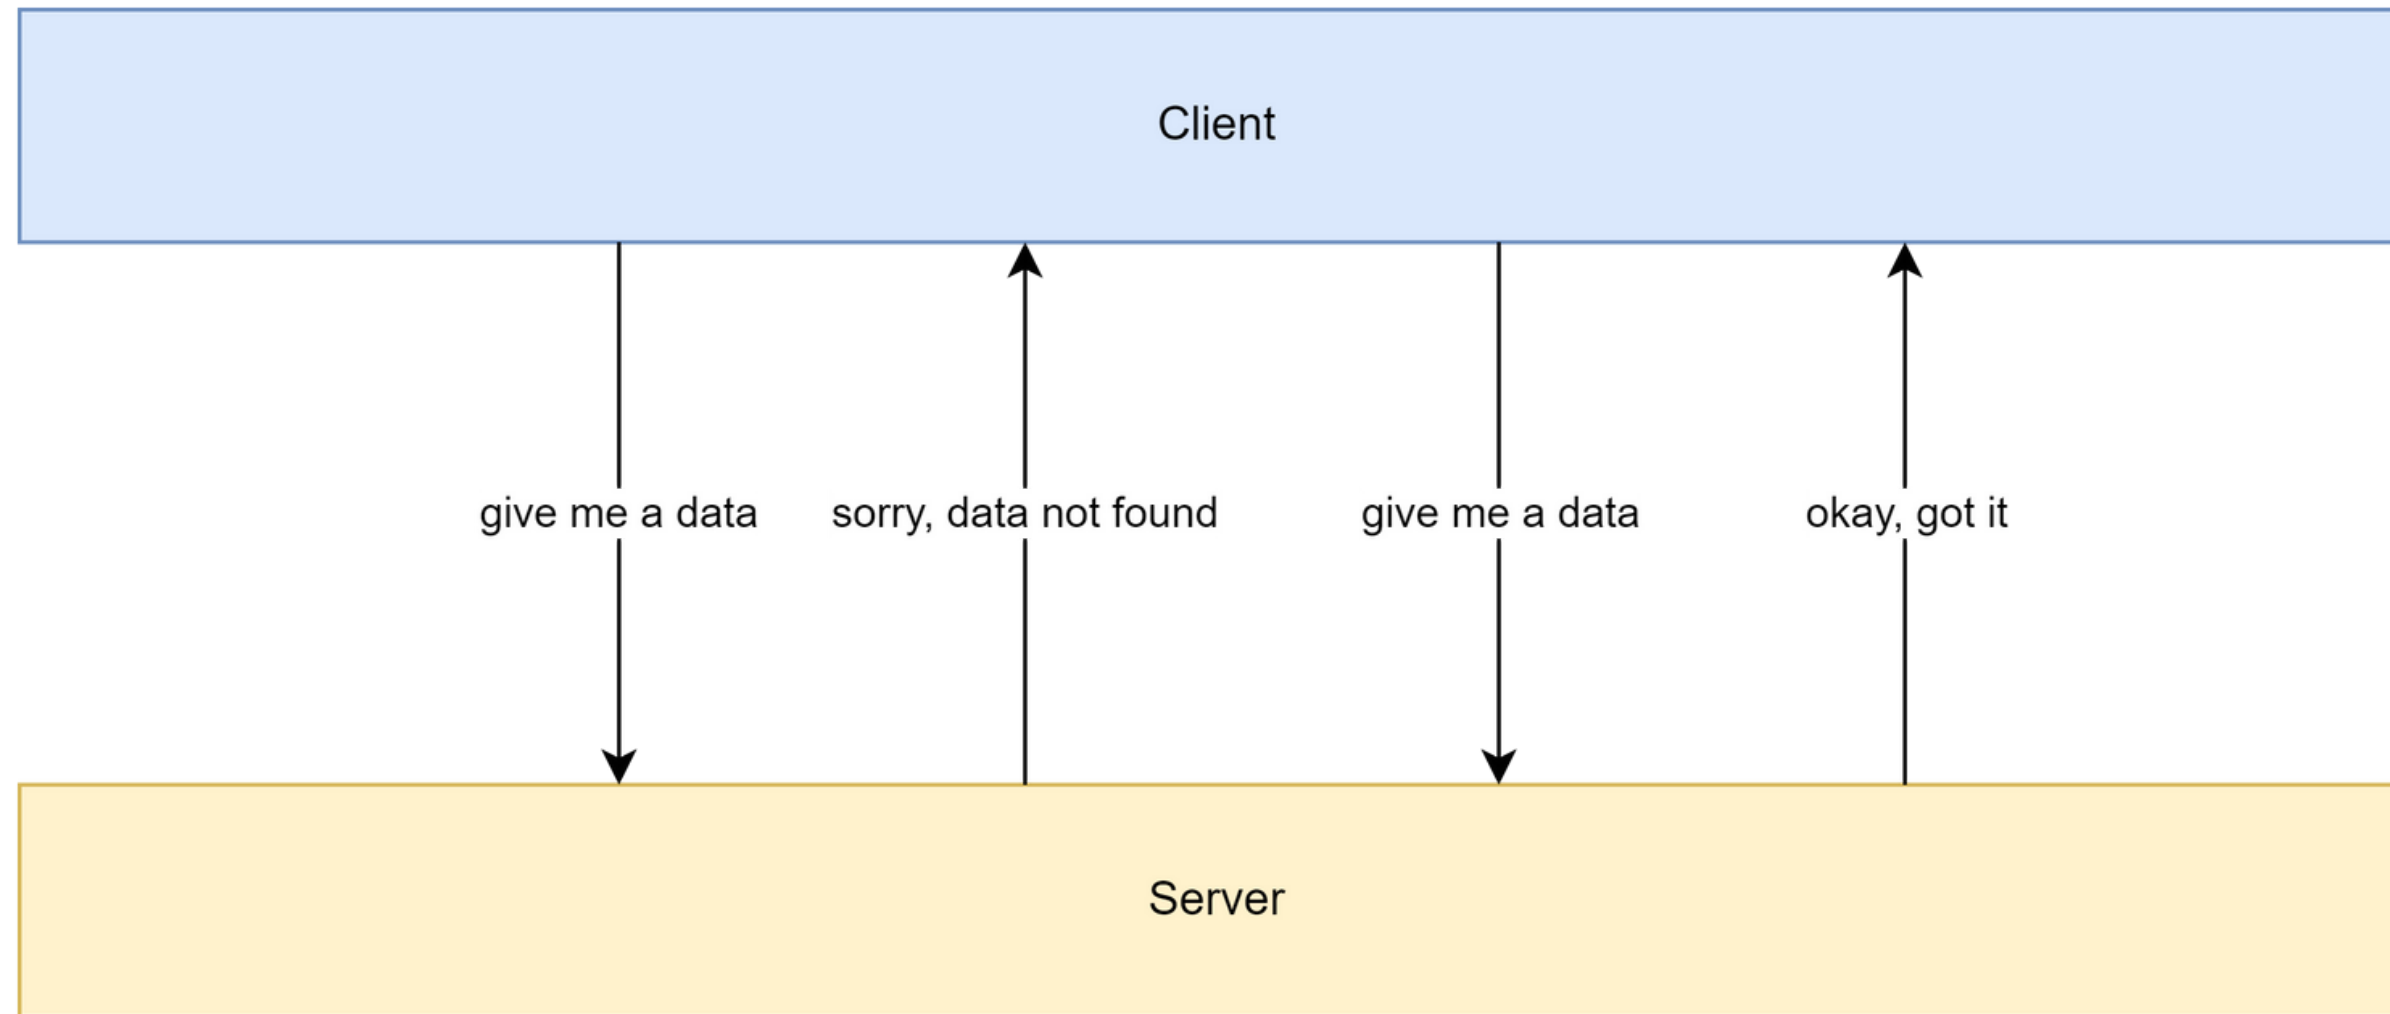 Client
give me a data
sorry, data not found
give me a data
okay, got it
Server